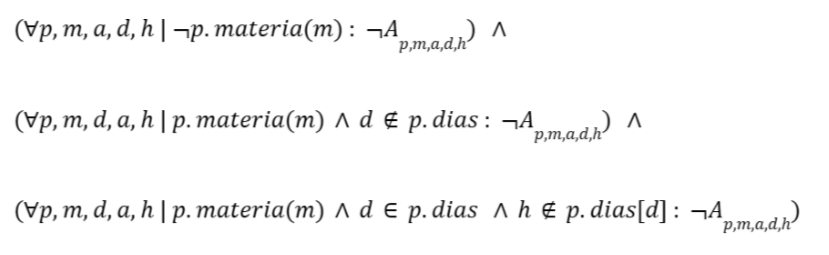 (∀p, m, a, d, h | ¬p. materia(m) : ¬A_{p,m,a,d,h}) ∧
(∀p, m, d, a, h | p. materia(m) ∧ d ∉ p. dias : ¬A_{p,m,a,d,h}) ∧
(∀p, m, d, a, h | p. materia(m) ∧ d ∈ p. dias ∧ h ∉ p. dias[d] : ¬A_{p,m,a,d,h})